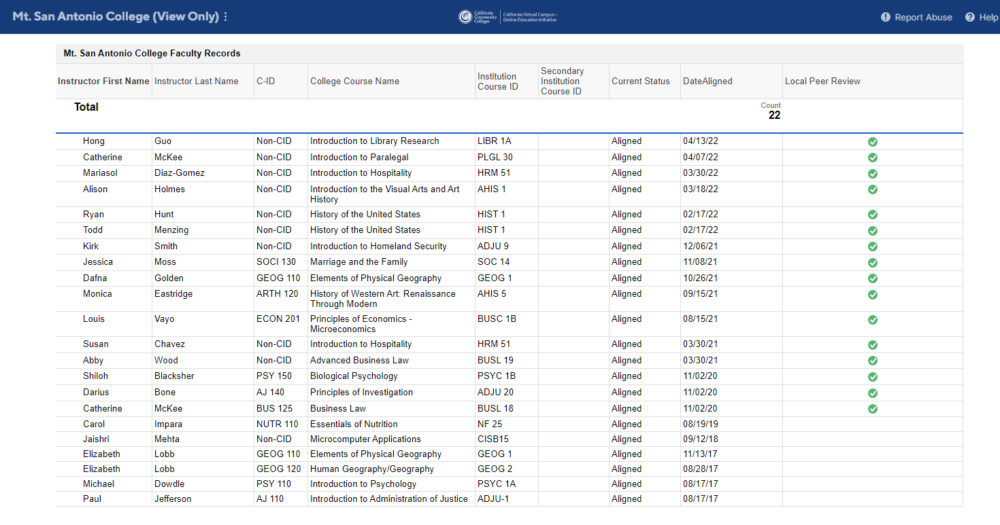 Mt. San Antonio College (View Only)
California
Community
Colleges
California Virtual Campus–
Online Education Initiative
Report Abuse
Help
Mt. San Antonio College Faculty Records
Instructor First Name Instructor Last Name C-ID College Course Name Institution Course ID Secondary Institution Course ID Current Status DateAligned Local Peer Review
Total Count
22
Hong Guo Non-CID Introduction to Library Research LIBR 1A Aligned 04/13/22
Catherine McKee Non-CID Introduction to Paralegal PLGL 30 Aligned 04/07/22
Mariasol Diaz-Gomez Non-CID Introduction to Hospitality HRM 51 Aligned 03/30/22
Alison Holmes Non-CID Introduction to the Visual Arts and Art AHIS 1 Aligned 03/18/22
History
Ryan Hunt Non-CID History of the United States HIST 1 Aligned 02/17/22
Todd Menzing Non-CID History of the United States HIST 1 Aligned 02/17/22
Kirk Smith Non-CID Introduction to Homeland Security ADJU 9 Aligned 12/06/21
Jessica Moss SOCI 130 Marriage and the Family SOC 14 Aligned 11/08/21
Dafna Golden GEOG 110 Elements of Physical Geography GEOG 1 Aligned 10/26/21
Monica Eastridge ARTH 120 History of Western Art: Renaissance AHIS 5 Aligned 09/15/21
Through Modern
Louis Vayo ECON 201 Principles of Economics - BUSC 1B Aligned 08/15/21
Microeconomics
Susan Chavez Non-CID Introduction to Hospitality HRM 51 Aligned 03/30/21
Abby Wood Non-CID Advanced Business Law BUSL 19 Aligned 03/30/21
Shiloh Blacksher PSY 150 Biological Psychology PSYC 1B Aligned 11/02/20
Darius Bone AJ 140 Principles of Investigation ADJU 20 Aligned 11/02/20
Catherine McKee BUS 125 Business Law BUSL 18 Aligned 11/02/20
Carol Impara NUTR 110 Essentials of Nutrition NF 25 Aligned 08/19/19
Jaishri Mehta Non-CID Microcomputer Applications CISB15 Aligned 09/12/18
Elizabeth Lobb GEOG 110 Elements of Physical Geography GEOG 1 Aligned 11/13/17
Elizabeth Lobb GEOG 120 Human Geography/Geography GEOG 2 Aligned 08/28/17
Michael Dowdle PSY 110 Introduction to Psychology PSYC 1A Aligned 08/17/17
Paul Jefferson AJ 110 Introduction to Administration of Justice ADJU-1 Aligned 08/17/17